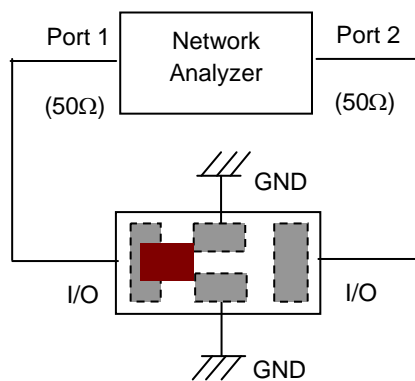 Port 1
Network
Analyzer
Port 2
(50Ω)
(50Ω)
GND
I/O
I/O
GND